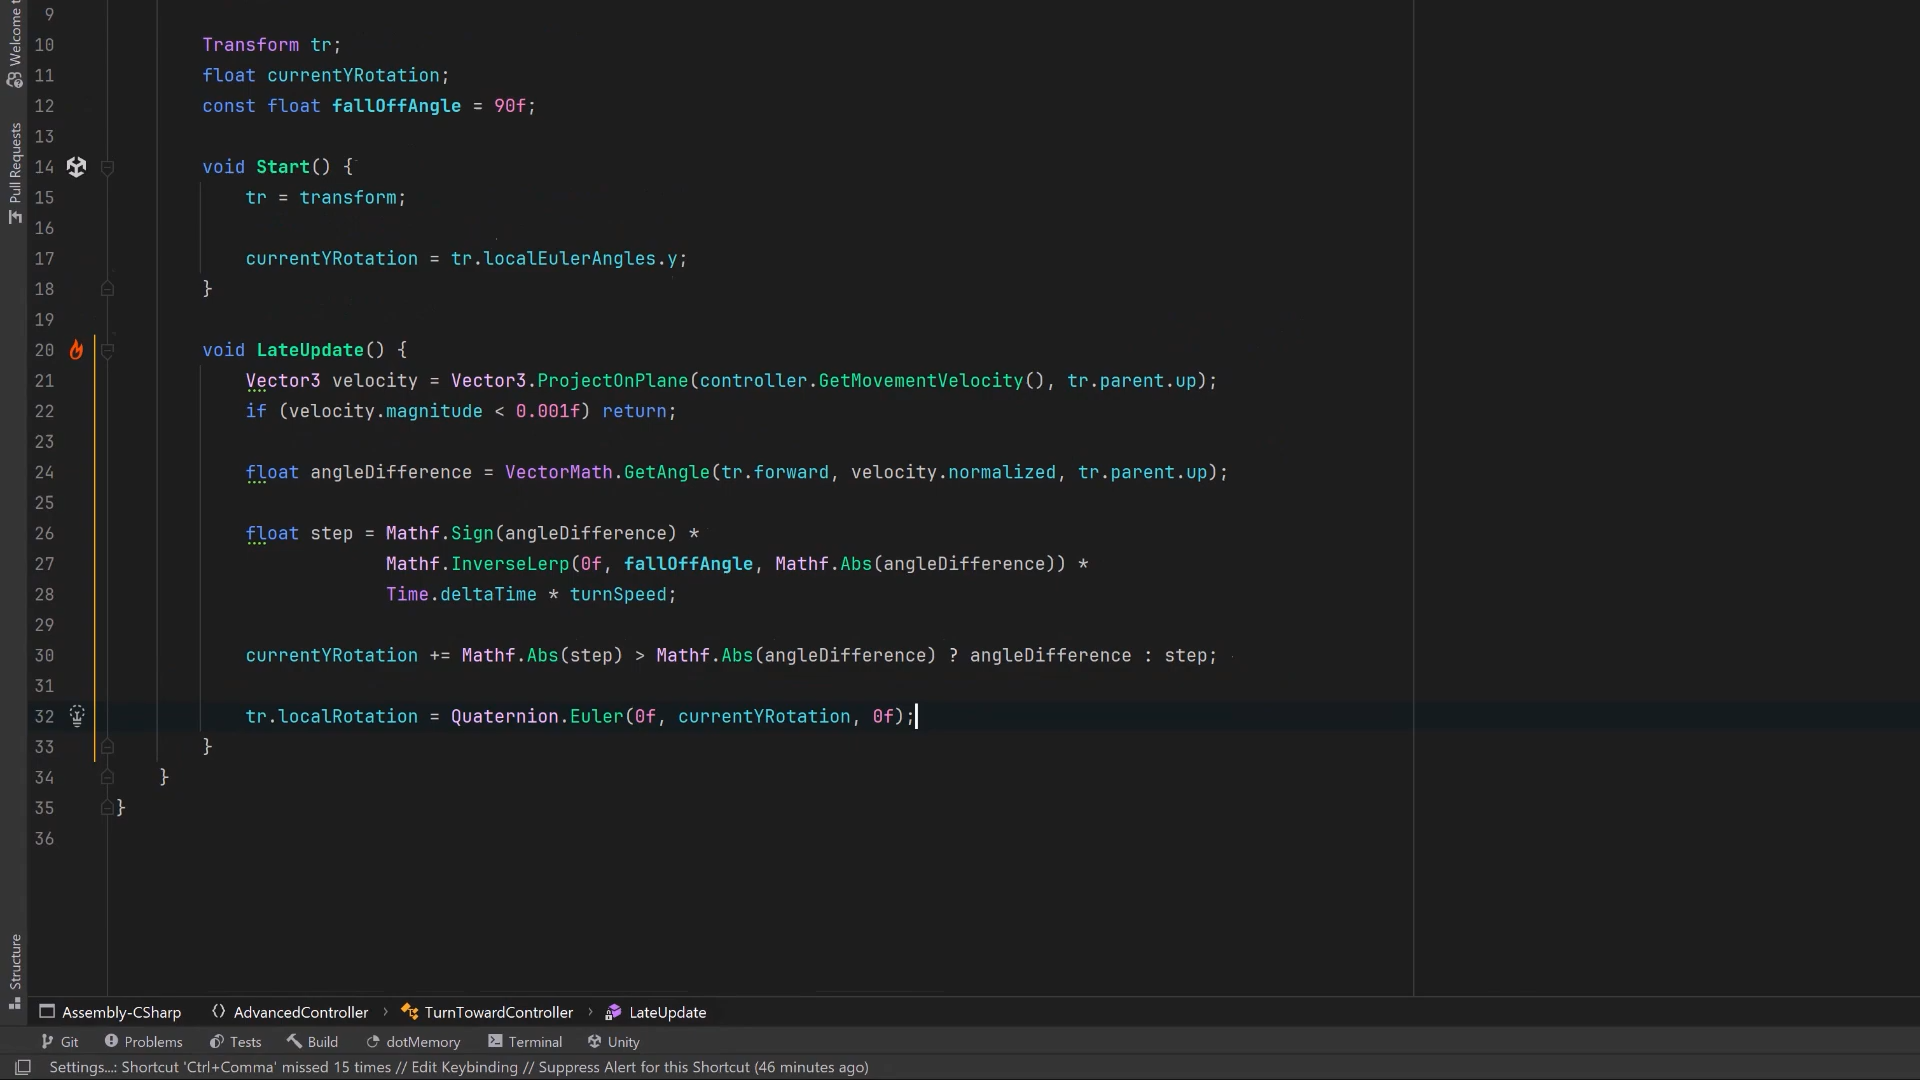 Welcome t
Pull Requests
Structure
9
10 Transform tr;
11 float currentYRotation;
12 const float fallOffAngle = 90f;
13
14 void Start() {
15 tr = transform;
16
17 currentYRotation = tr.localEulerAngles.y;
18 }
19
20 void LateUpdate() {
21 Vector3 velocity = Vector3.ProjectOnPlane(controller.GetMovementVelocity(), tr.parent.up);
22 if (velocity.magnitude < 0.001f) return;
23
24 float angleDifference = VectorMath.GetAngle(tr.forward, velocity.normalized, tr.parent.up);
25
26 float step = Mathf.Sign(angleDifference) *
27 Mathf.InverseLerp(0f, fallOffAngle, Mathf.Abs(angleDifference)) *
28 Time.deltaTime * turnSpeed;
29
30 currentYRotation += Mathf.Abs(step) > Mathf.Abs(angleDifference) ? angleDifference : step;
31
32 tr.localRotation = Quaternion.Euler(0f, currentYRotation, 0f);
33 }
34 }
35 }
36
Assembly-CSharp AdvancedController TurnTowardController LateUpdate
Git Problems Tests Build dotMemory Terminal Unity
Settings...: Shortcut 'Ctrl+Comma' missed 15 times // Edit Keybinding // Suppress Alert for this Shortcut (46 minutes ago)